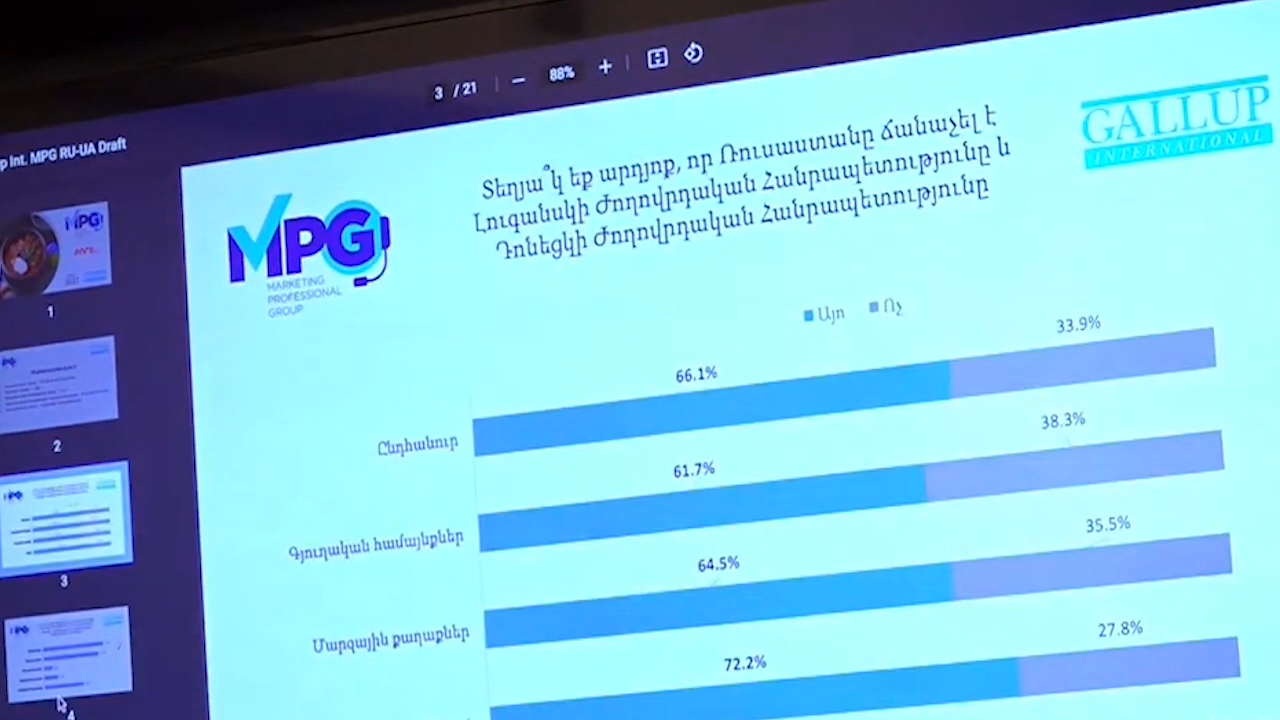 3 / 21
88%
p Int. MPG RU-UA Draft
GALLUP
INTERNATIONAL
MPG
MARKETING
PROFESSIONAL
GROUP
Տեղյա՞կ եք արդյոք, որ Ռուսաստանը ճանաչել է
Լուգանսկի Ժողովրդական Հանրապետությունը և
Դոնեցկի Ժողովրդական Հանրապետությունը
Այո
Ոչ
66.1%
33.9%
Ընդհանուր
61.7%
38.3%
Գյուղական համայնքներ
64.5%
35.5%
Մարզային քաղաքներ
72.2%
27.8%
MPG
1
2
3
4